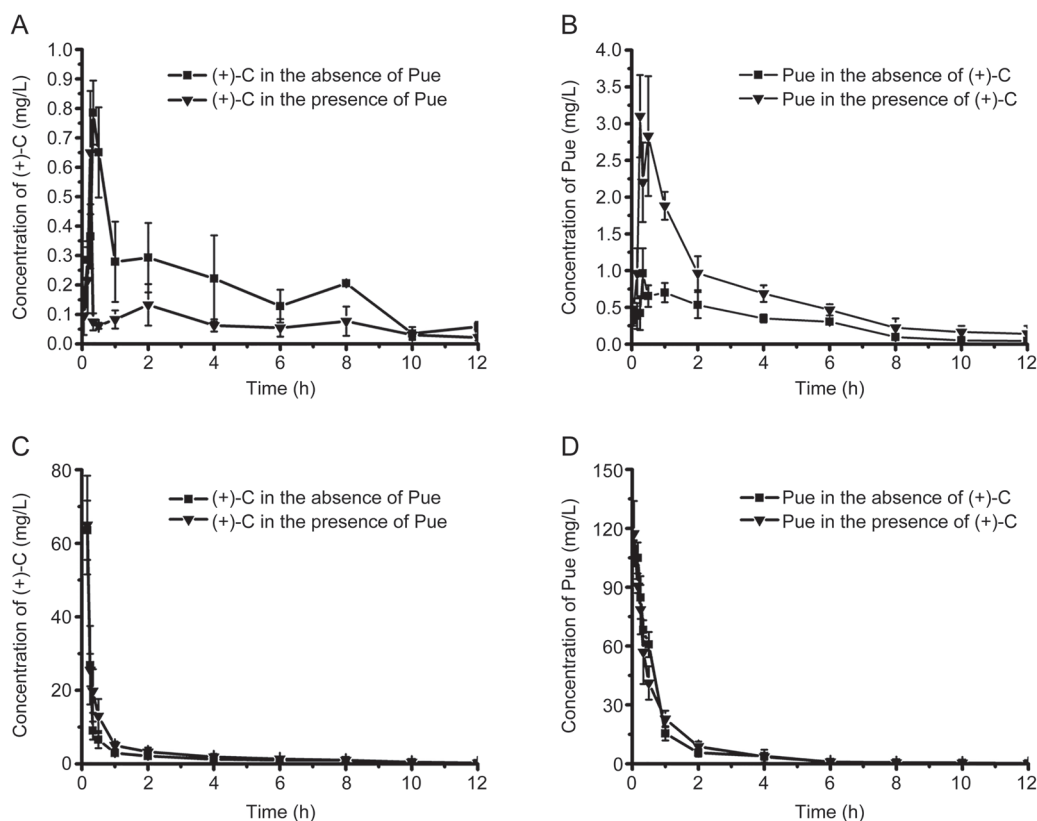 A
Concentration of (+)-C (mg/L)
1.0
0.9
0.8
0.7
0.6
0.5
0.4
0.3
0.2
0.1
0.0
(+)-C in the absence of Pue
(+)-C in the presence of Pue
0 2 4 6 8 10 12
Time (h)
B
Concentration of Pue (mg/L)
4.0
3.5
3.0
2.5
2.0
1.5
1.0
0.5
0.0
Pue in the absence of (+)-C
Pue in the presence of (+)-C
0 2 4 6 8 10 12
Time (h)
C
Concentration of (+)-C (mg/L)
80
60
40
20
0
(+)-C in the absence of Pue
(+)-C in the presence of Pue
0 2 4 6 8 10 12
Time (h)
D
Concentration of Pue (mg/L)
150
120
90
60
30
0
Pue in the absence of (+)-C
Pue in the presence of (+)-C
0 2 4 6 8 10 12
Time (h)